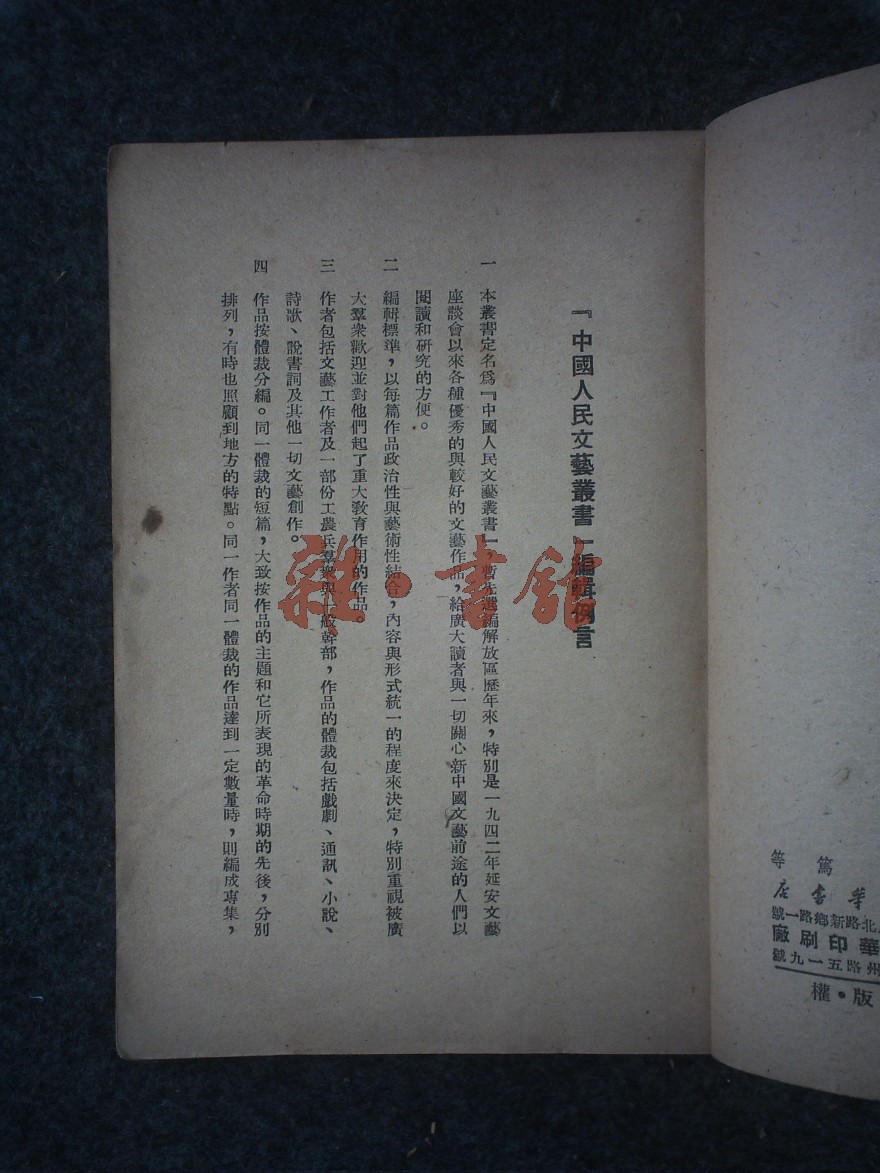 『中國人民文藝叢書』編輯例言
一 本叢書定名爲『中國人民文藝叢書』，暫先選編解放區歷年來，特別是一九四二年延安文藝
座談會以來各種優秀的與較好的文藝作品，給廣大讀者與一切關心新中國文藝前途的人們以
閱讀和研究的方便。
二 編輯標準，以每篇作品政治性與藝術性結合，內容與形式統一的程度來決定，特別重視被廣
大羣衆歡迎並對他們起了重大敎育作用的作品。
三 作者包括文藝工作者及一部份工農兵羣衆與一般幹部，作品的體裁包括戲劇、通訊、小說、
詩歌、說書詞及其他一切文藝創作。
四 作品按體裁分編。同一體裁的短篇，大致按作品的主題和它所表現的革命時期的先後，分別
排列，有時也照顧到地方的特點。同一作者同一體裁的作品達到一定數量時，則編成專集，
雜·書館
篤等
華書店
北路新鄉路一號
華印刷廠
州路五一九號
版·權